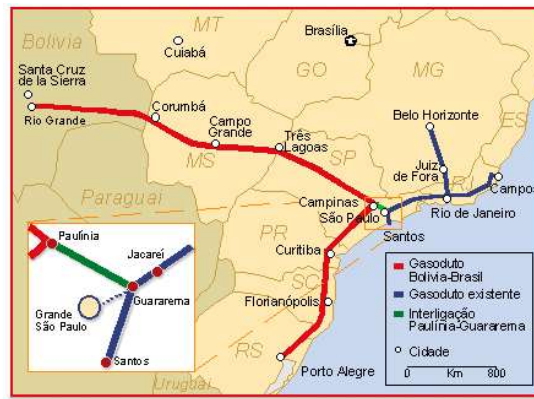 Bolivia
MT
Cuiabá
Brasília
GO
MG
Santa Cruz
de la Sierra
Rio Grande
Corumbá
Campo
Grande
MS
Três
Lagoas
Belo Horizonte
ES
Juiz
de Fora
SP
RJ
Campos
Paraguai
Campinas
São Paulo
Rio de Janeiro
Santos
PR
Curitiba
SC
Florianópolis
RS
Porto Alegre
Uruguai
Paulínia
Jacareí
Guararema
Grande
São Paulo
Santos
Gasoduto
Bolivia-Brasil
Gasoduto existente
Interligação
Paulínia-Guararema
Cidade
0 Km 800